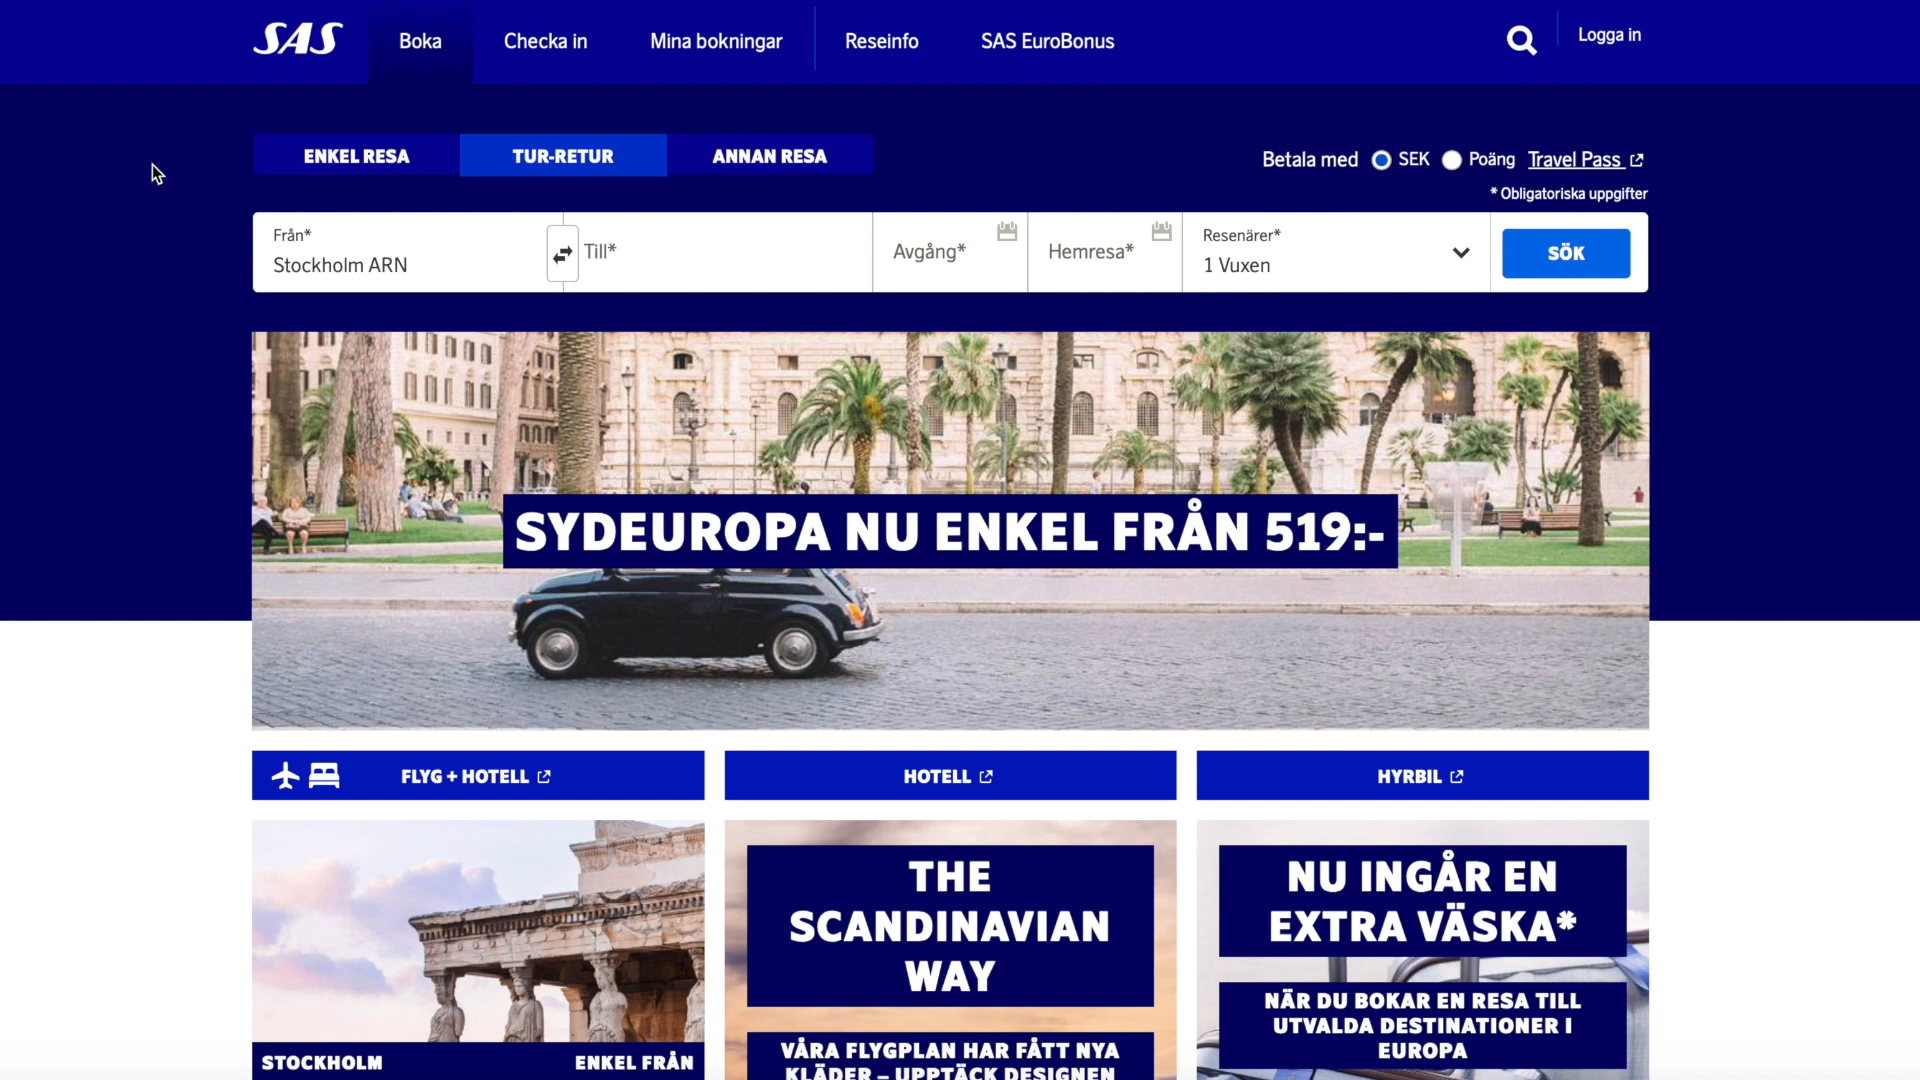 SAS
Boka
Checka in
Mina bokningar
Reseinfo
SAS EuroBonus
Logga in
ENKEL RESA
TUR-RETUR
ANNAN RESA
Betala med
SEK
Poäng
Travel Pass
* Obligatoriska uppgifter
Från*
Stockholm ARN
Till*
Avgång*
Hemresa*
Resenärer*
1 Vuxen
SÖK
SYDEUROPA NU ENKEL FRÅN 519:-
FLYG + HOTELL
HOTELL
HYRBIL
STOCKHOLM
ENKEL FRÅN
THE
SCANDINAVIAN
WAY
VÅRA FLYGPLAN HAR FÅTT NYA
KLÄDER – UPPTÄCK DESIGNEN
NU INGÅR EN
EXTRA VÄSKA*
NÄR DU BOKAR EN RESA TILL
UTVALDA DESTINATIONER I
EUROPA